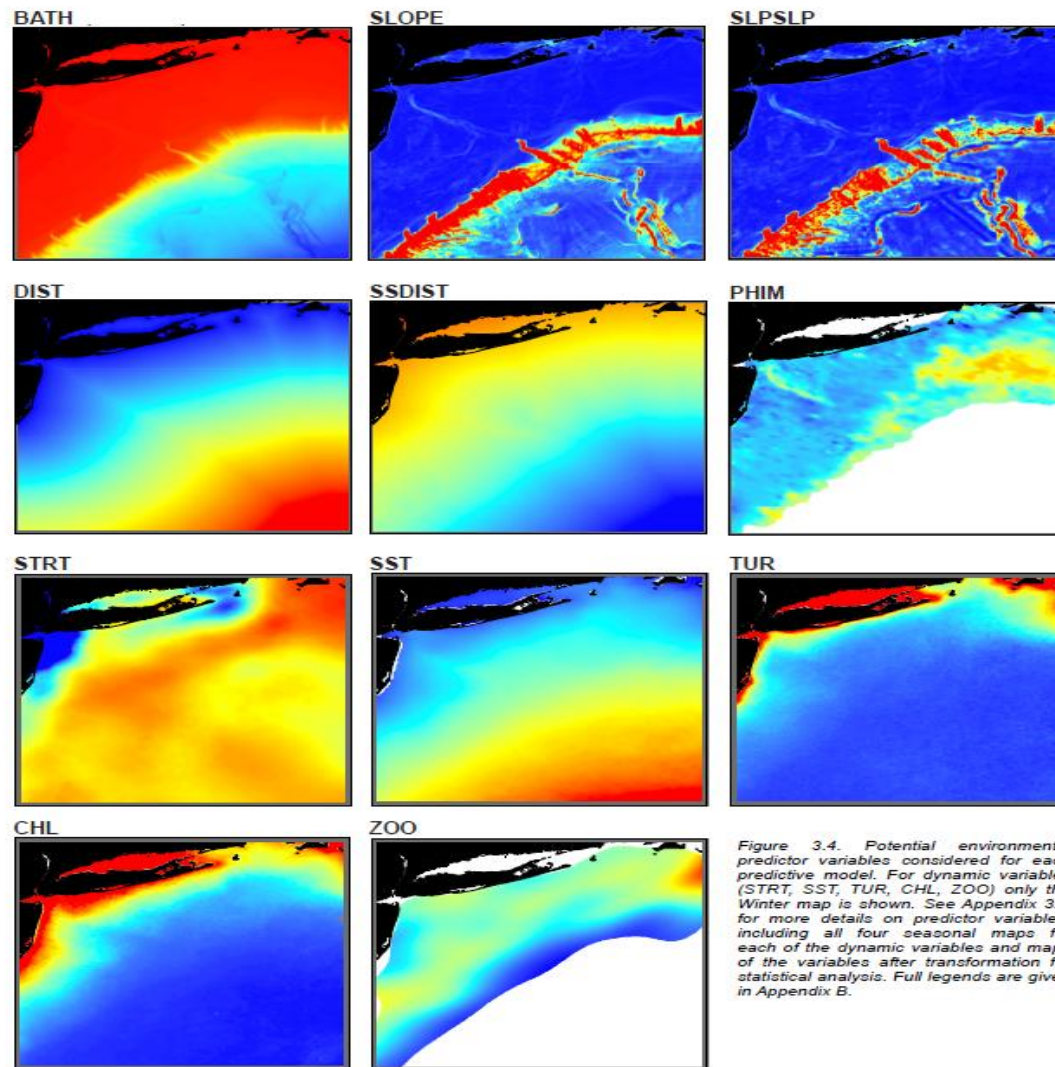 BATH
SLOPE
SLPSLP
DIST
SSDIST
PHIM
STRT
SST
TUR
CHL
ZOO
Figure 3.4. Potential environment
predictor variables considered for eac
predictive model. For dynamic variable
(STRT, SST, TUR, CHL, ZOO) only th
Winter map is shown. See Appendix 3.
for more details on predictor variable
including all four seasonal maps f
each of the dynamic variables and map
of the variables after transformation f
statistical analysis. Full legends are give
in Appendix B.